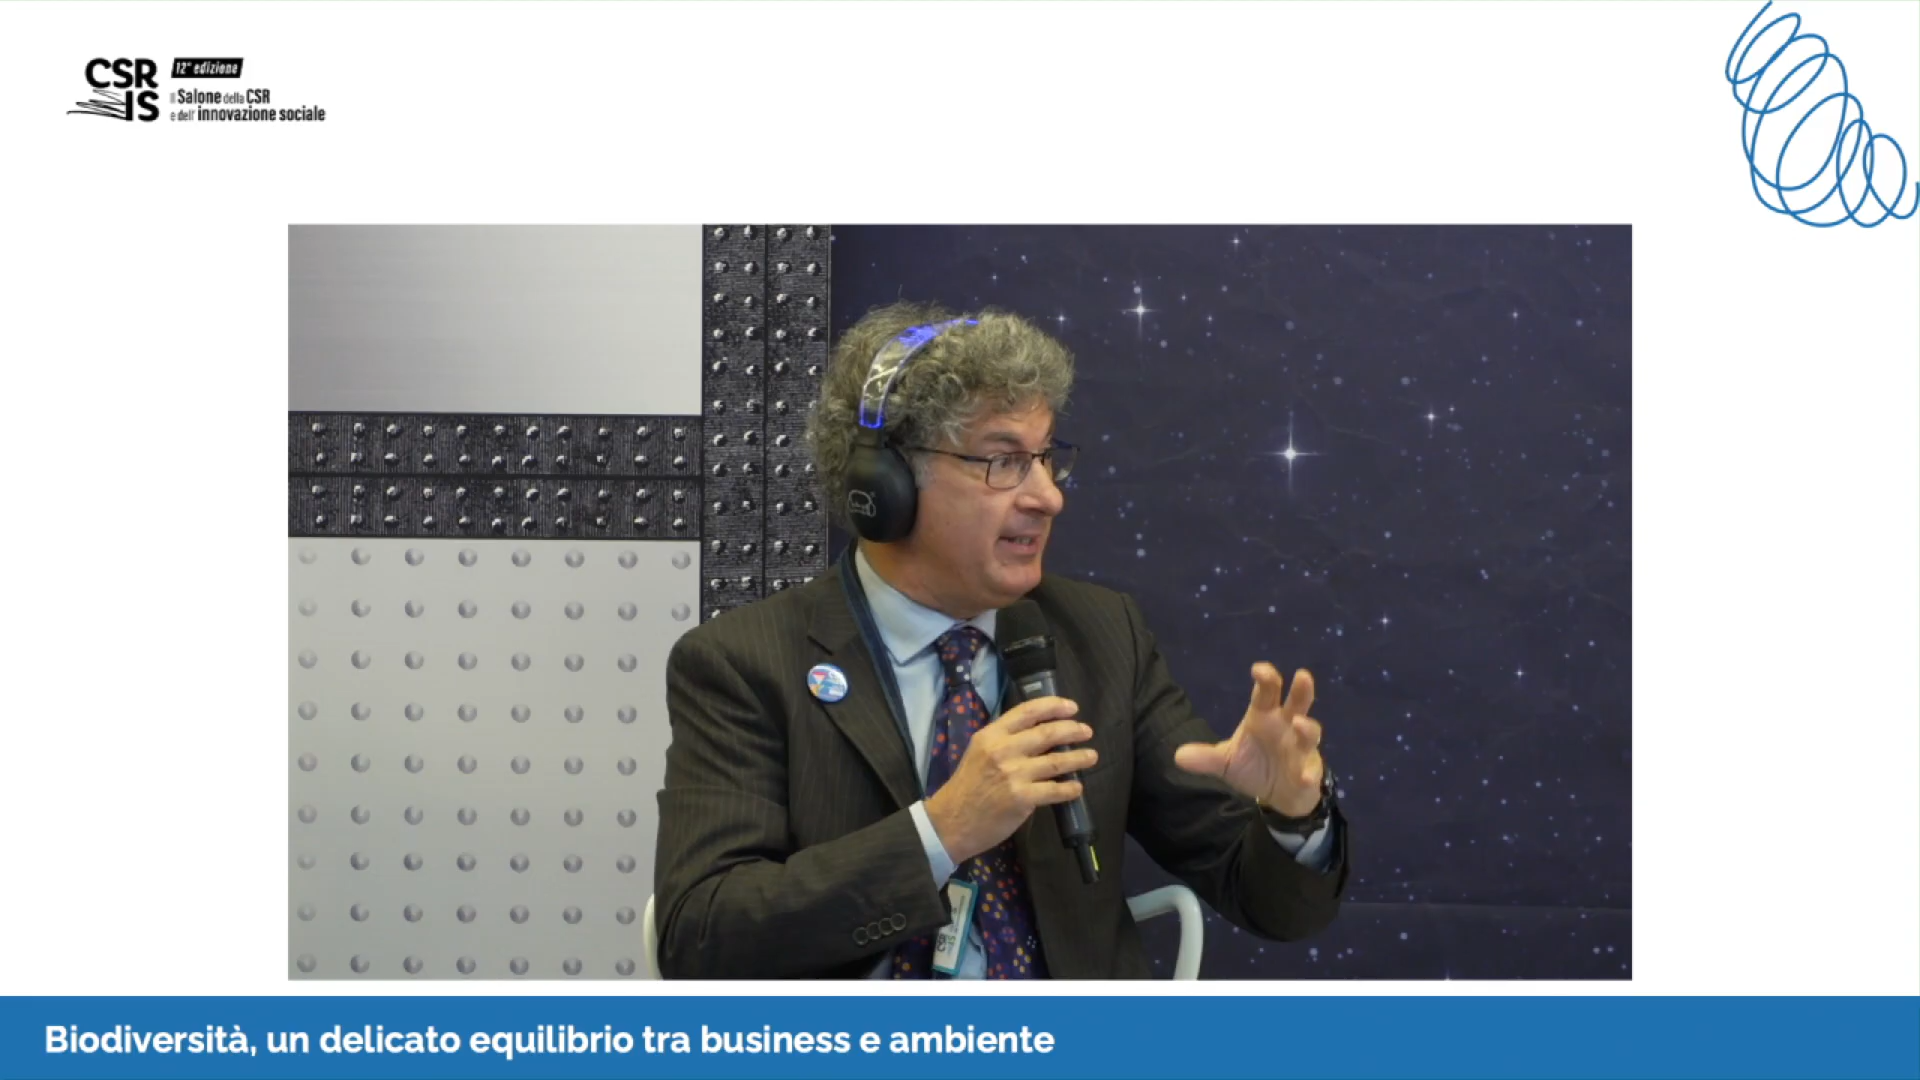 CSR
IS
12ª edizione
Il Salone della CSR
e dell'innovazione sociale
Biodiversità, un delicato equilibrio tra business e ambiente